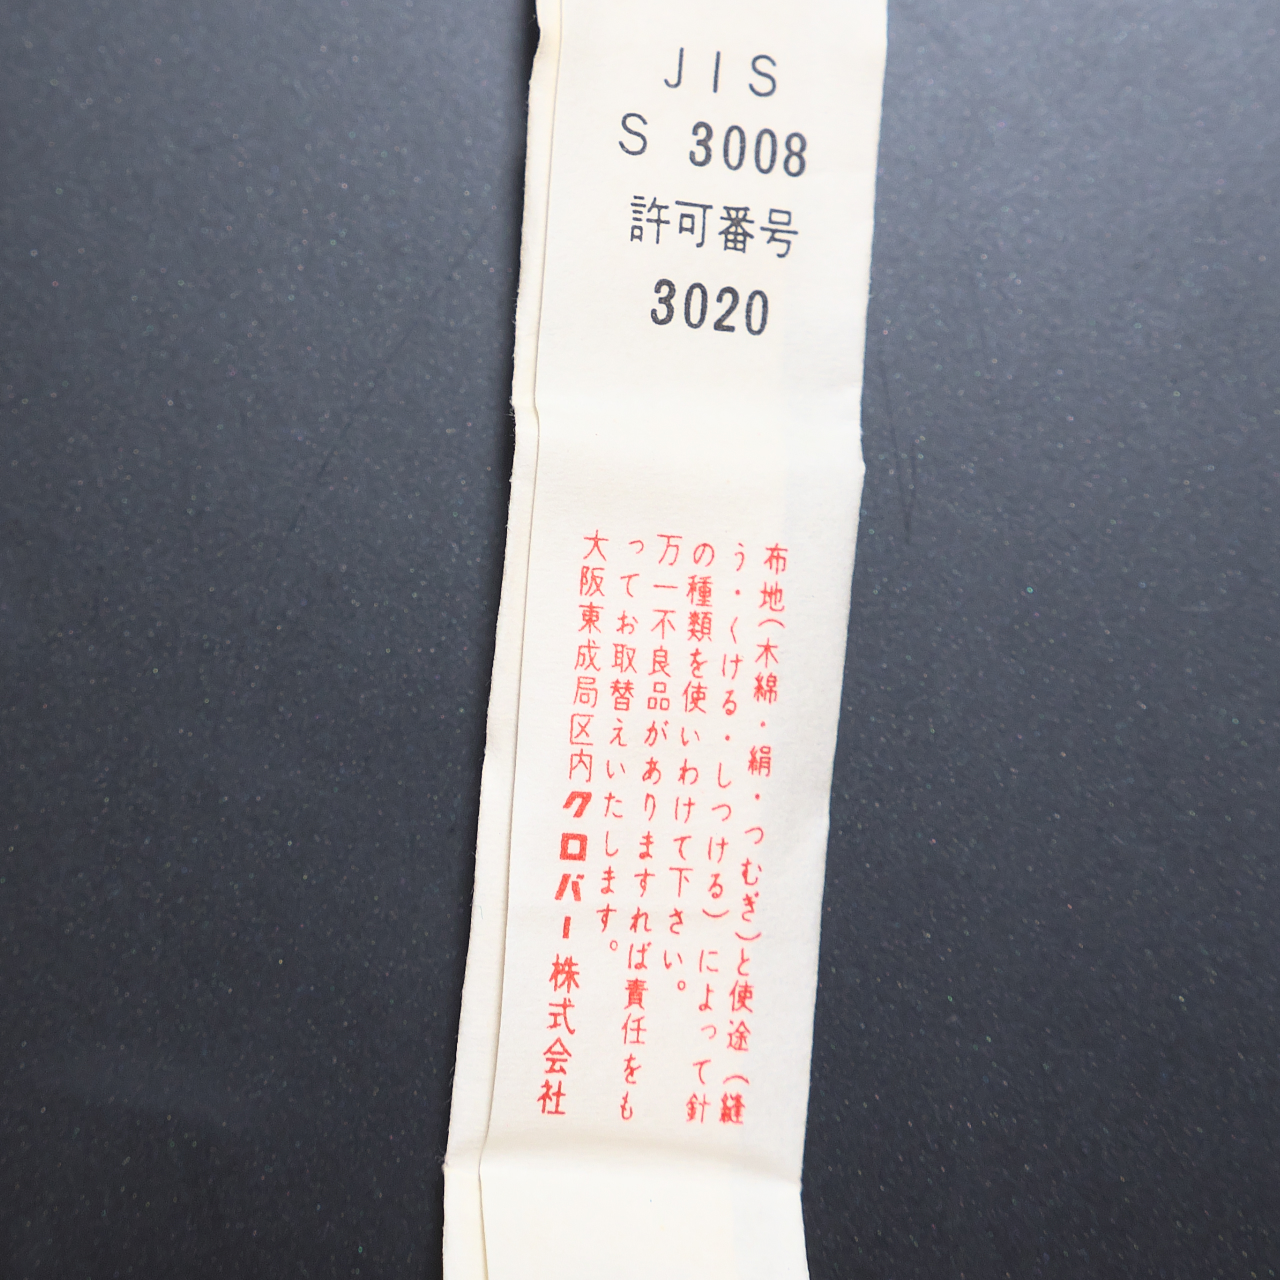 JIS
S 3008
許可番号
3020
布地(木綿・絹・つむぎ)と使途(縫
う・くける・しつける)によって針
の種類を使いわけて下さい。
万一不良品がありますれば責任をも
ってお取替えいたします。
大阪東成局区内クロバー株式会社